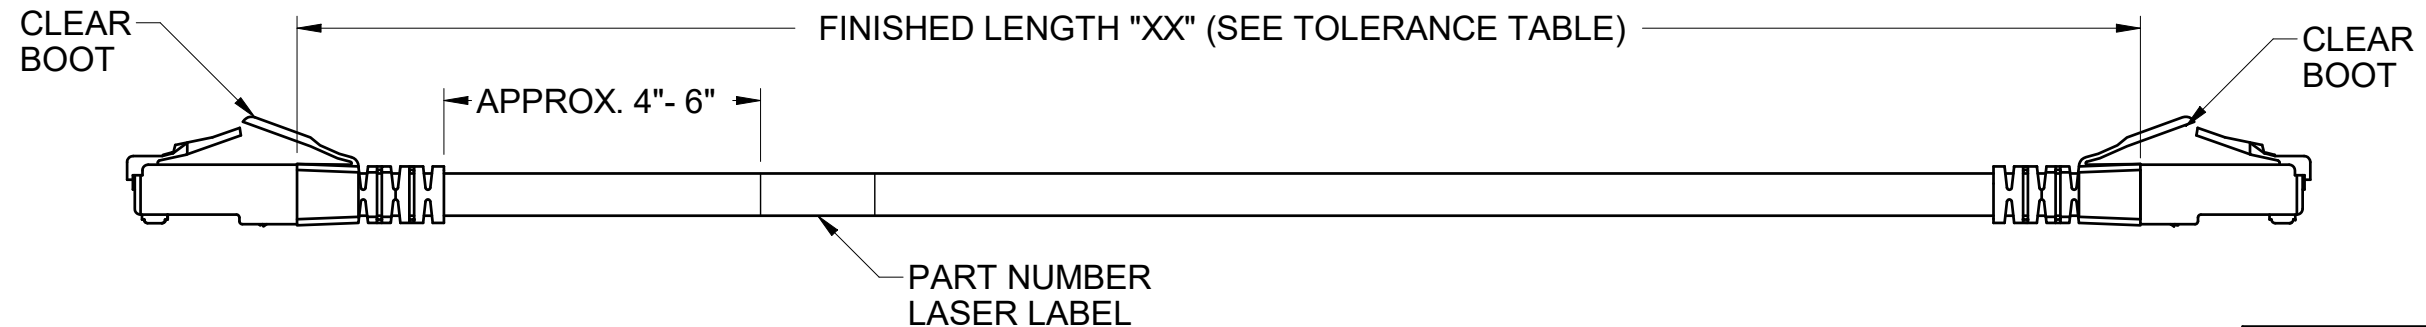 CLEAR
BOOT
FINISHED LENGTH "XX" (SEE TOLERANCE TABLE)
CLEAR
BOOT
APPROX. 4"- 6"
PART NUMBER
LASER LABEL